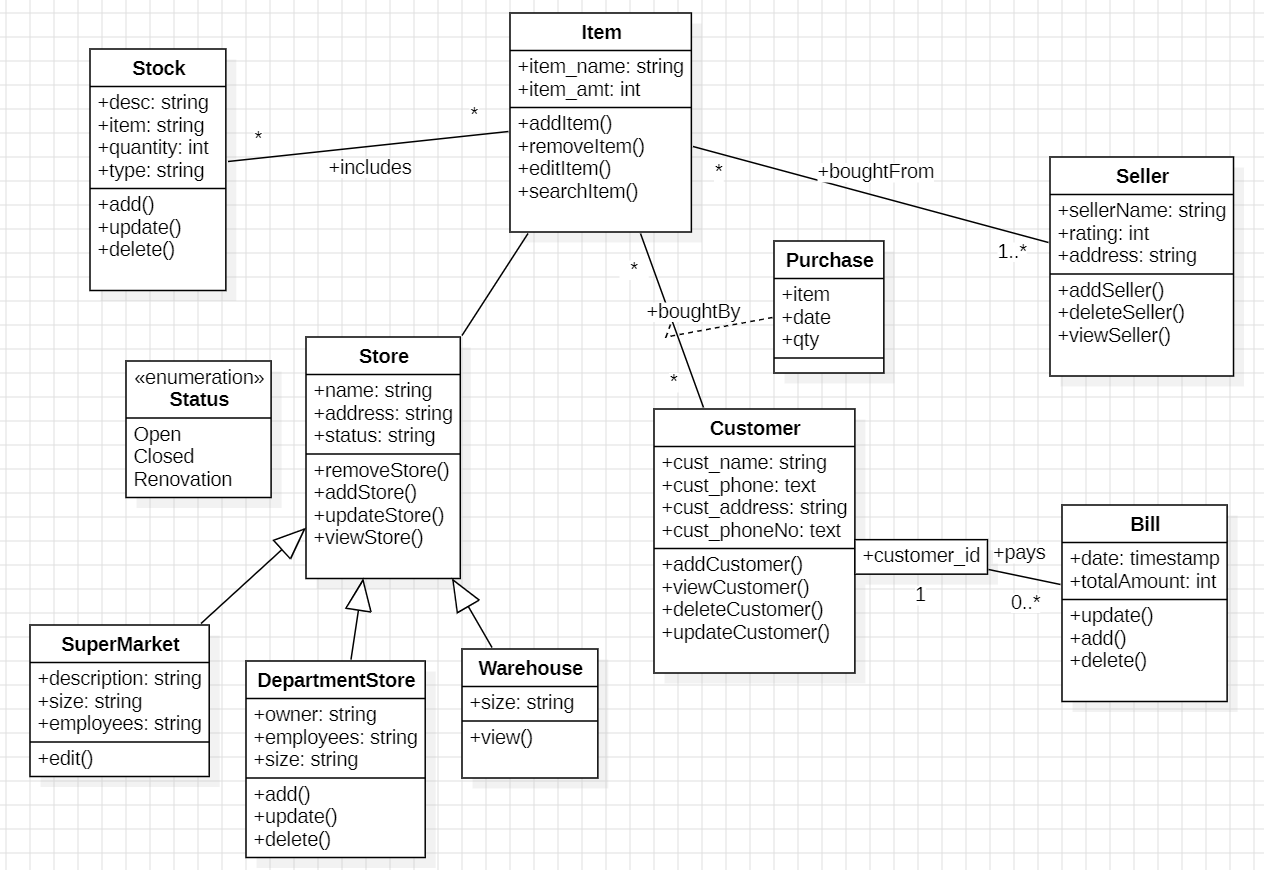 Item
+item_name: string
+item_amt: int
+addItem()
+removeItem()
+editItem()
+searchItem()
Stock
+desc: string
+item: string
+quantity: int
+type: string
+add()
+update()
+delete()
*
*
+includes
*
+boughtFrom
1..*
Seller
+sellerName: string
+rating: int
+address: string
+addSeller()
+deleteSeller()
+viewSeller()
*
+boughtBy
*
Purchase
+item
+date
+qty
Store
+name: string
+address: string
+status: string
+removeStore()
+addStore()
+updateStore()
+viewStore()
«enumeration»
Status
Open
Closed
Renovation
Customer
+cust_name: string
+cust_phone: text
+cust_address: string
+cust_phoneNo: text
+addCustomer()
+viewCustomer()
+deleteCustomer()
+updateCustomer()
+customer_id
+pays
1
0..*
Bill
+date: timestamp
+totalAmount: int
+update()
+add()
+delete()
SuperMarket
+description: string
+size: string
+employees: string
+edit()
DepartmentStore
+owner: string
+employees: string
+size: string
+add()
+update()
+delete()
Warehouse
+size: string
+view()